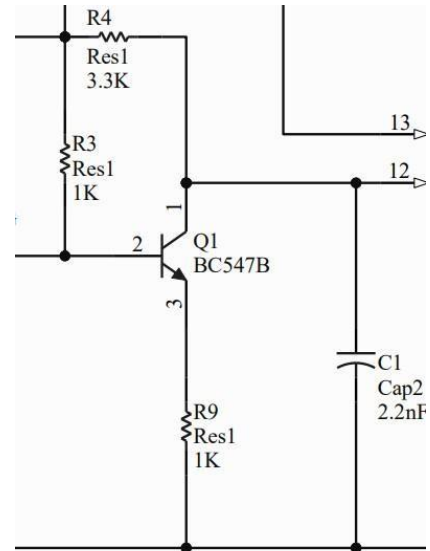 R4
Res1
3.3K
13
R3
Res1
1K
12
1
2
Q1
BC547B
3
C1
Cap2
2.2nF
R9
Res1
1K